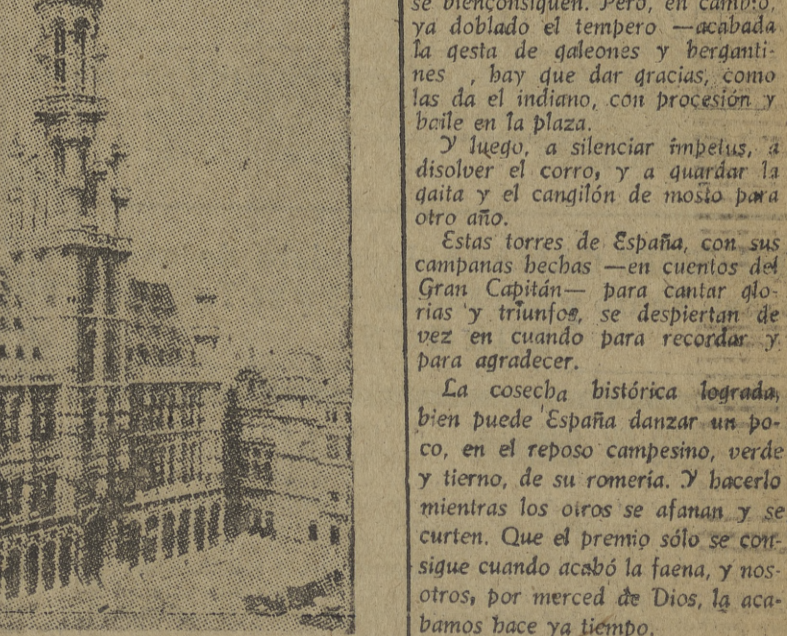 se bienconsiguen. Pero, en cambio,
ya doblado el tempero —acabada
la gesta de galeones y berganti-
nes , hay que dar gracias, como
las da el indiano, con procesión y
baile en la plaza.
Y luego, a silenciar ímpetus, a
disolver el corro, y a guardar la
gaita y el cangilón de mosto para
otro año.
Estas torres de España, con sus
campanas hechas —en cuentos del
Gran Capitán— para cantar glo-
rias y triunfos, se despiertan de
vez en cuando para recordar y
para agradecer.
La cosecha histórica lograda,
bien puede España danzar un po-
co, en el reposo campesino, verde
y tierno, de su romería. Y hacerlo
mientras los otros se afanan y se
curten. Que el premio sólo se con-
sigue cuando acabó la faena, y nos-
otros, por merced de Dios, la aca-
bamos hace ya tiempo.